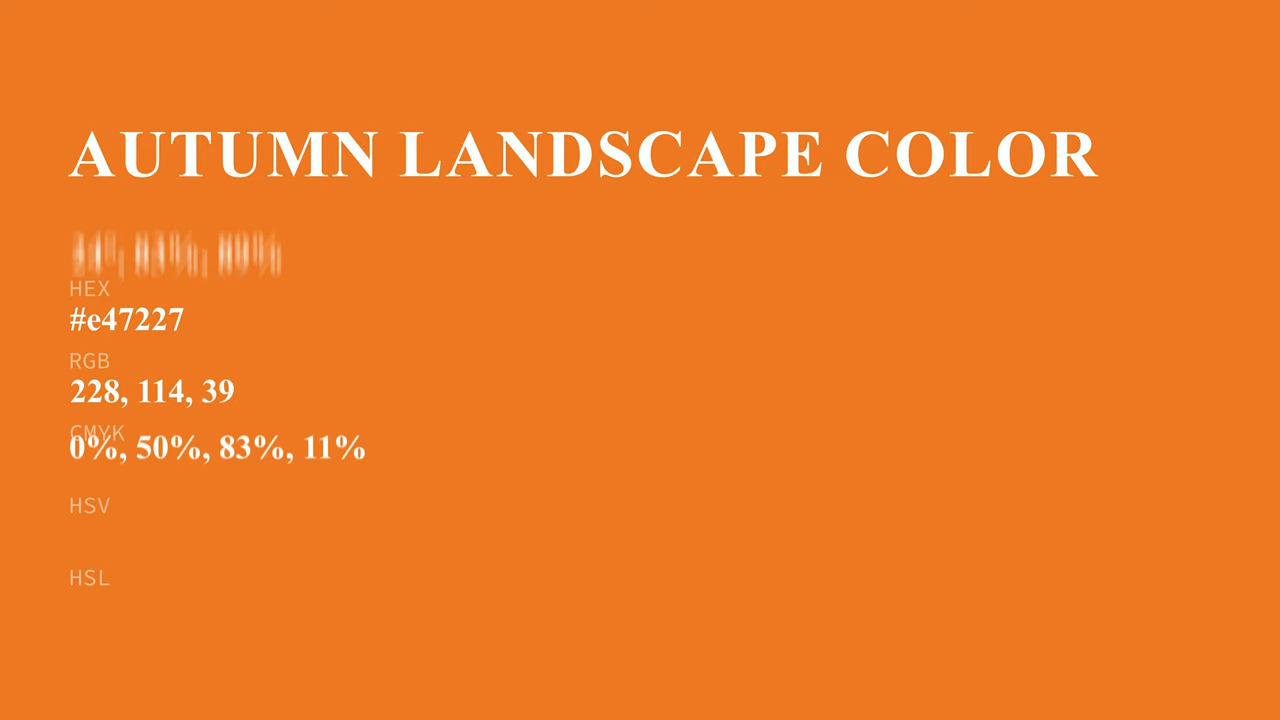 AUTUMN LANDSCAPE COLOR
HEX
#e47227
RGB
228, 114, 39
CMYK
0%, 50%, 83%, 11%
HSV
HSL